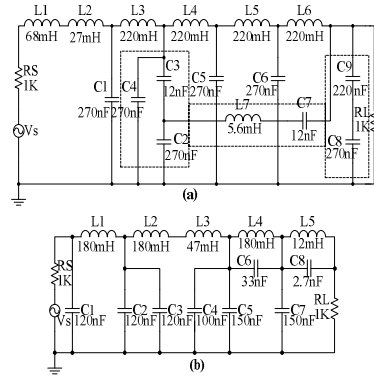 L1 L2 L3 L4 L5 L6
68mH 27mH 220mH 220mH 220mH 220mH
RS
1K
C3
12nF
C1
270nF
C4
270nF
C5
270nF
C6
270nF
C9
220nF
L7
5.6mH
C7
12nF
C2
270nF
RL
1K
C8
270nF
Vs
(a)
L1 L2 L3 L4 L5
180mH 180mH 47mH 180mH 12mH
C6
33nF
C8
2.7nF
RS
1K
Vs
C1
120nF
C2
120nF
C3
120nF
C4
100nF
C5
150nF
C7
150nF
RL
1K
(b)